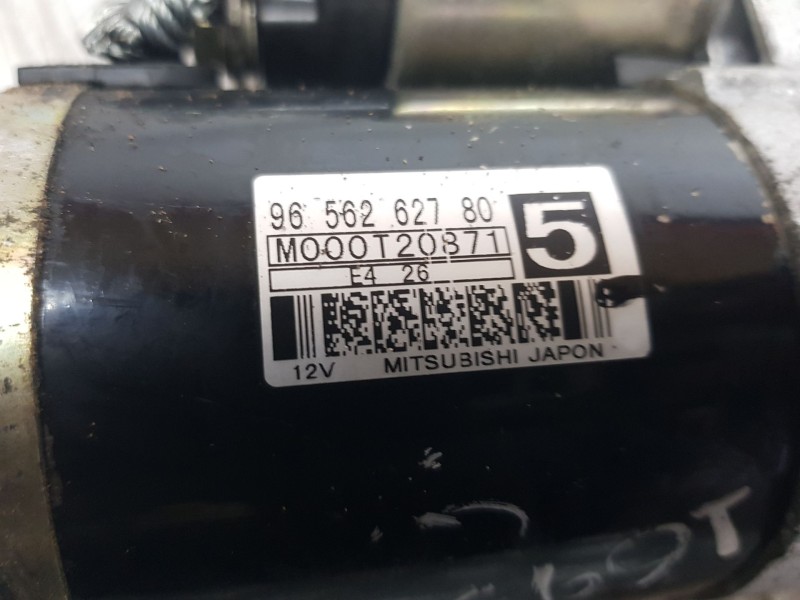 96 562 627 80 5
M000T20871
E4 26
12V MITSUBISHI JAPON